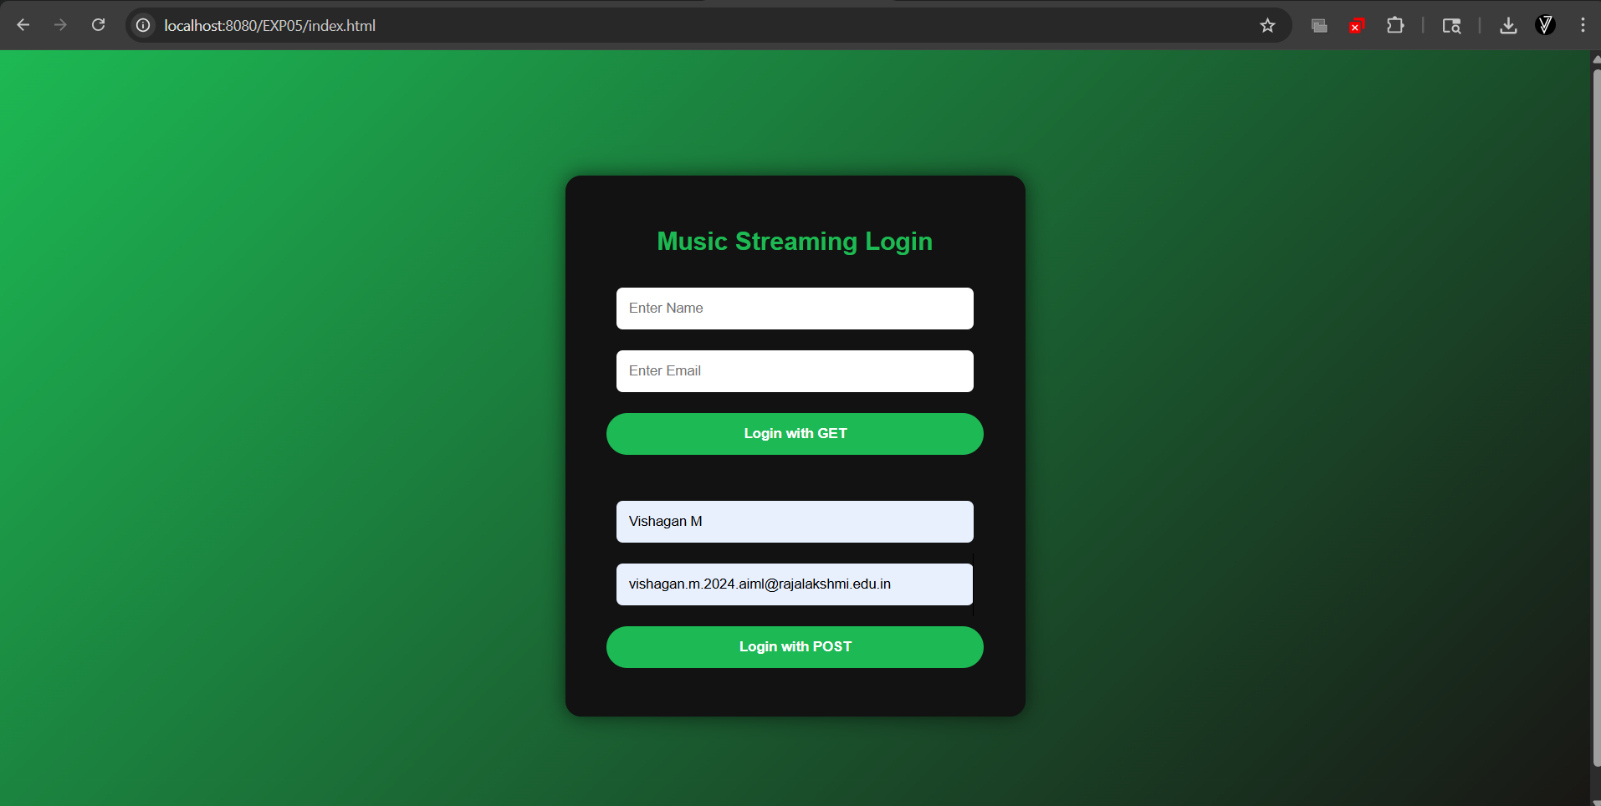 localhost:8080/EXP05/index.html
Music Streaming Login
Enter Name
Enter Email
Login with GET
Vishagan M
vishagan.m.2024.aiml@rajalakshmi.edu.in
Login with POST